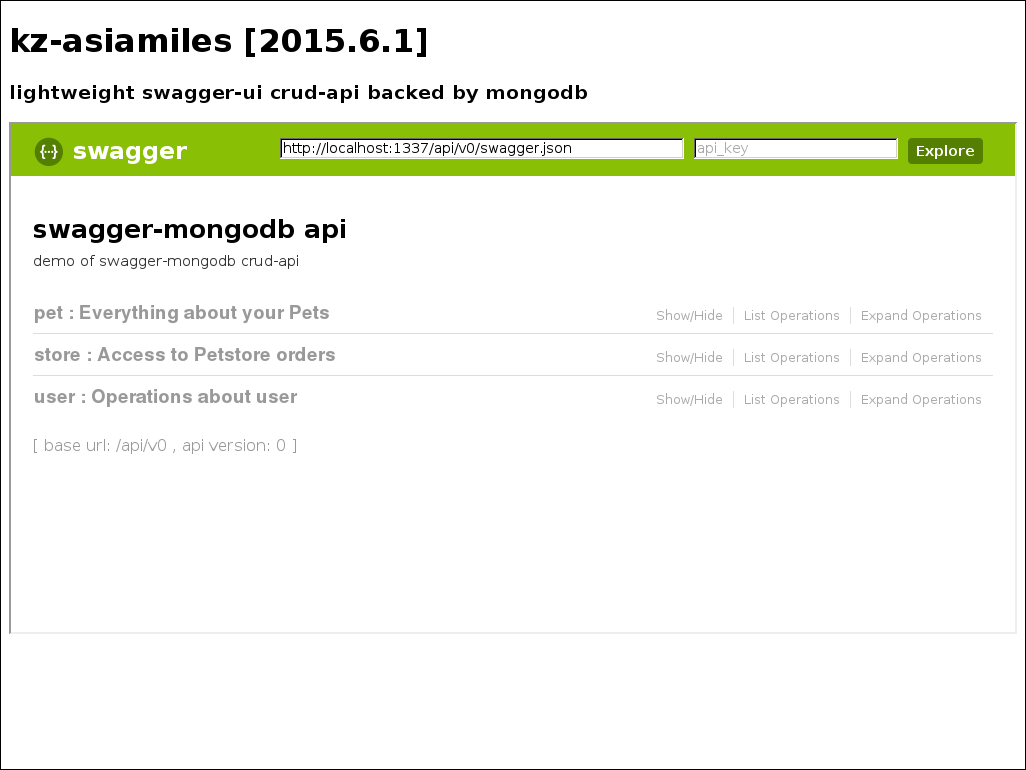 kz-asiamiles [2015.6.1]
lightweight swagger-ui crud-api backed by mongodb
{···} swagger http://localhost:1337/api/v0/swagger.json api_key Explore
swagger-mongodb api
demo of swagger-mongodb crud-api
pet : Everything about your Pets Show/Hide List Operations Expand Operations
store : Access to Petstore orders Show/Hide List Operations Expand Operations
user : Operations about user Show/Hide List Operations Expand Operations
[ base url: /api/v0 , api version: 0 ]